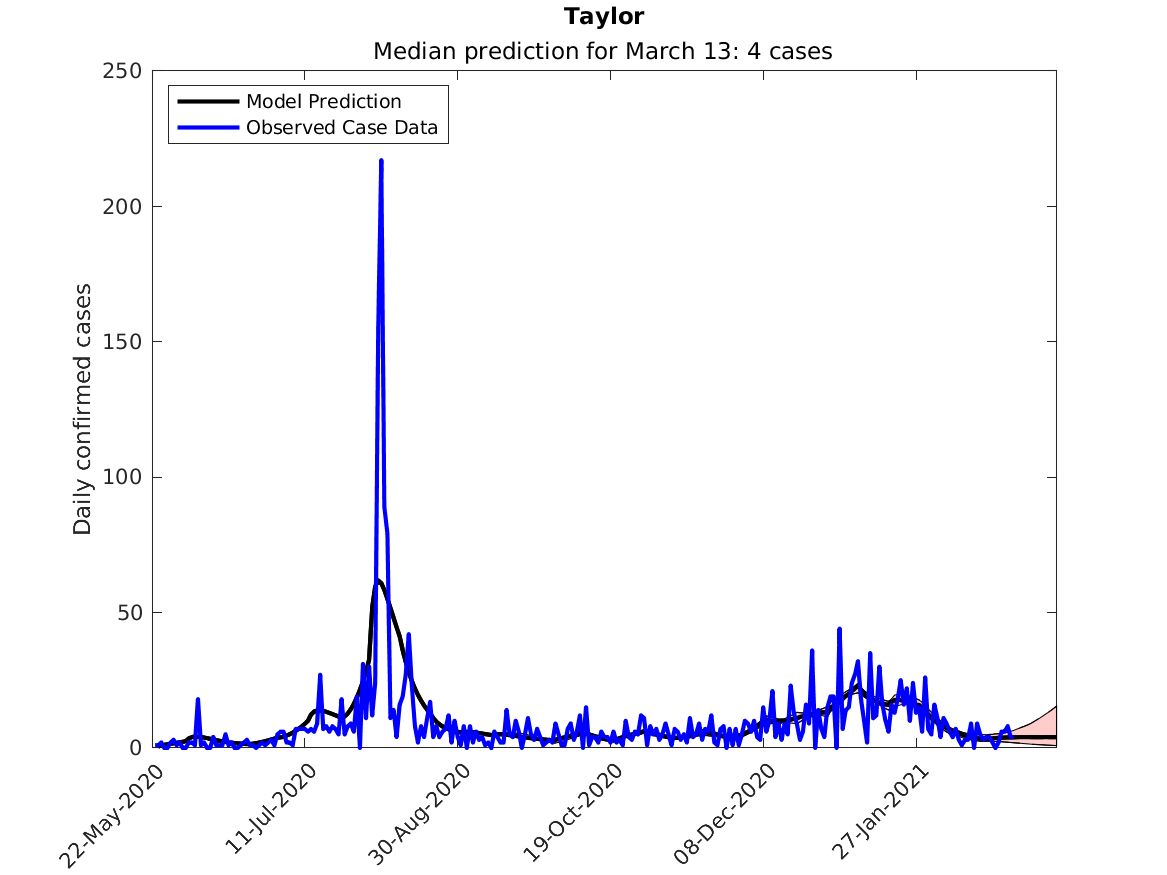 Taylor
Median prediction for March 13: 4 cases
Model Prediction
Observed Case Data
Daily confirmed cases
250
200
150
100
50
0
22-May-2020
11-Jul-2020
30-Aug-2020
19-Oct-2020
08-Dec-2020
27-Jan-2021